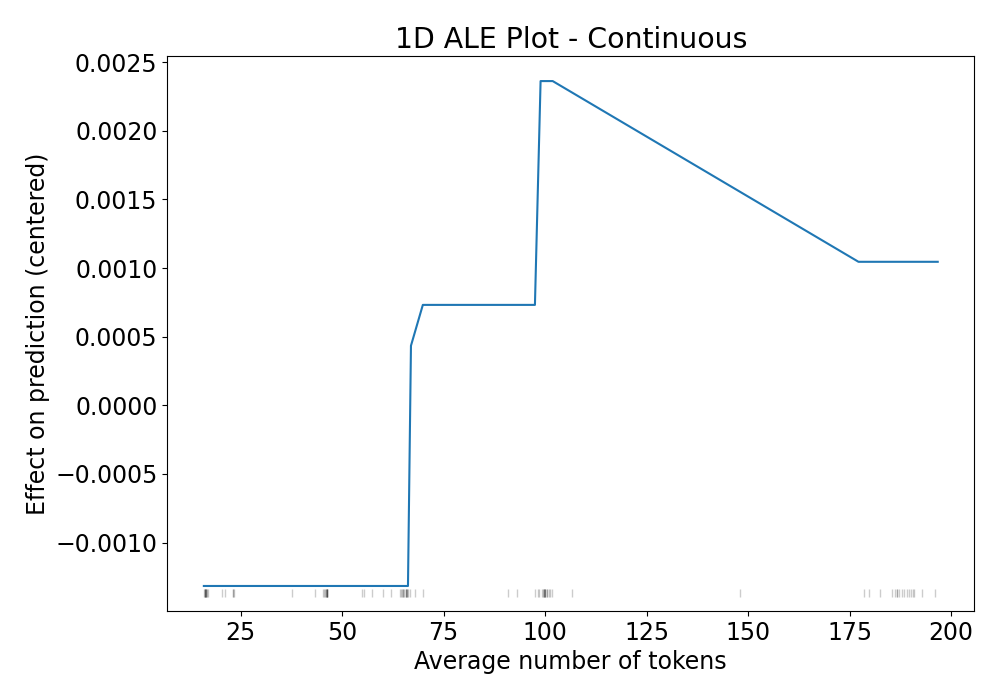 1D ALE Plot - Continuous
0.0025
0.0020
0.0015
0.0010
0.0005
0.0000
−0.0005
−0.0010
Effect on prediction (centered)
25 50 75 100 125 150 175 200
Average number of tokens